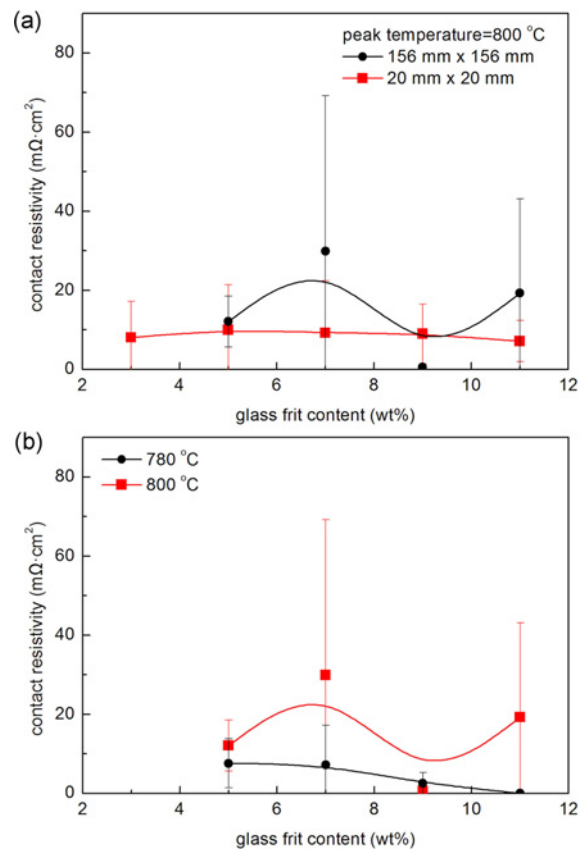 (a)
peak temperature=800 °C
156 mm x 156 mm
20 mm x 20 mm
contact resistivity (mΩ·cm²)
80
60
40
20
0
2 4 6 8 10 12
glass frit content (wt%)
(b)
780 °C
800 °C
contact resistivity (mΩ·cm²)
80
60
40
20
0
2 4 6 8 10 12
glass frit content (wt%)